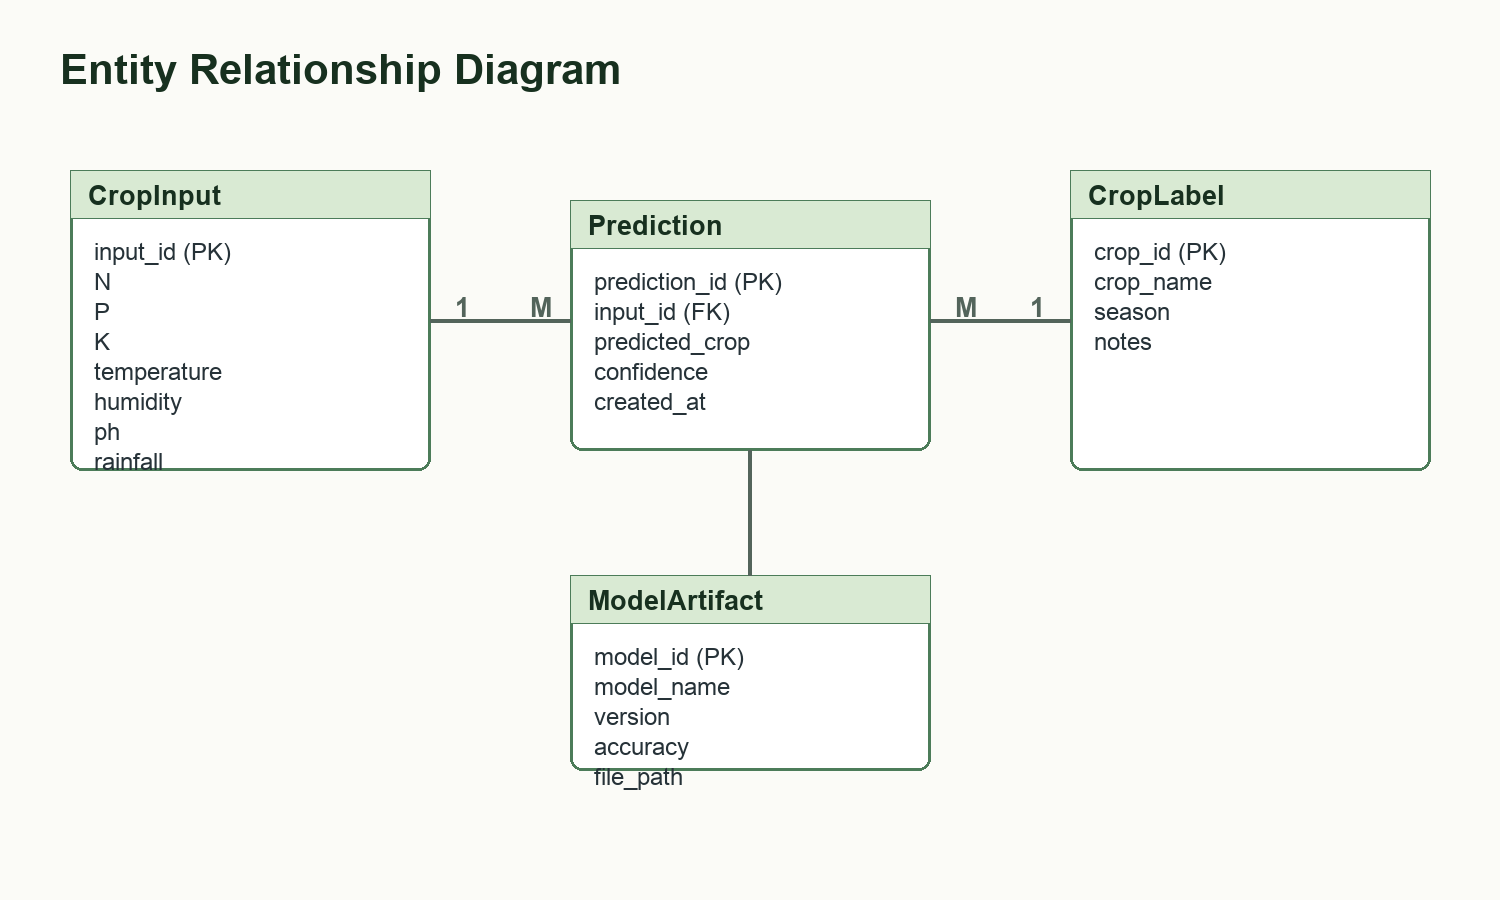 Entity Relationship Diagram
CropInput
input_id (PK)
N
P
K
temperature
humidity
ph
rainfall
1 M
Prediction
prediction_id (PK)
input_id (FK)
predicted_crop
confidence
created_at
M 1
CropLabel
crop_id (PK)
crop_name
season
notes
ModelArtifact
model_id (PK)
model_name
version
accuracy
file_path